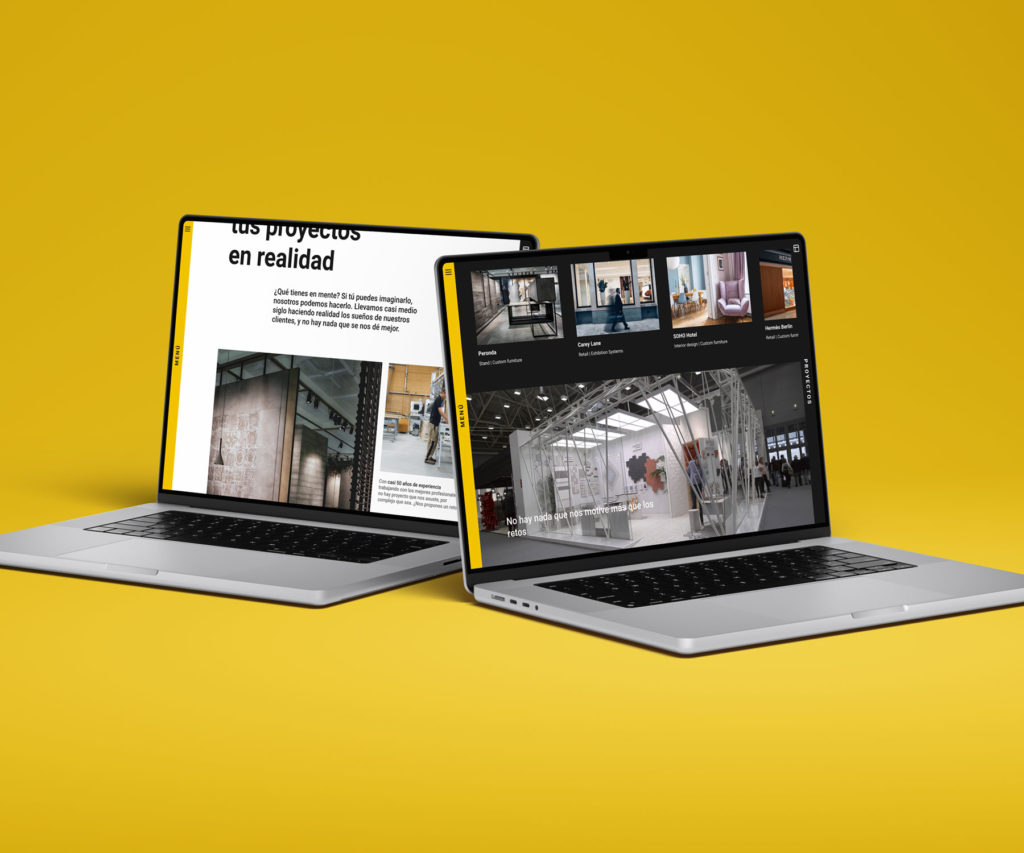 tus proyectos
en realidad
¿Qué tienes en mente? Si tú puedes imaginarlo,
nosotros podemos hacerlo. Llevamos casi medio
siglo haciendo realidad los sueños de nuestros
clientes, y no hay nada que se nos dé mejor.
MENÚ
Con casi 50 años de experiencia
trabajando con los mejores profesionale
no hay proyecto que nos asuste, por
complejo que sea. ¿Nos propones un
MENÚ
Peronda
Stand | Custom furniture
Carey Lane
Retail | Exhibition Systems
SOHO Hotel
Interior design | Custom furniture
Hermès Berlin
Retail | Custom furni
PROYECTOS
No hay nada que nos motive más que los
retos